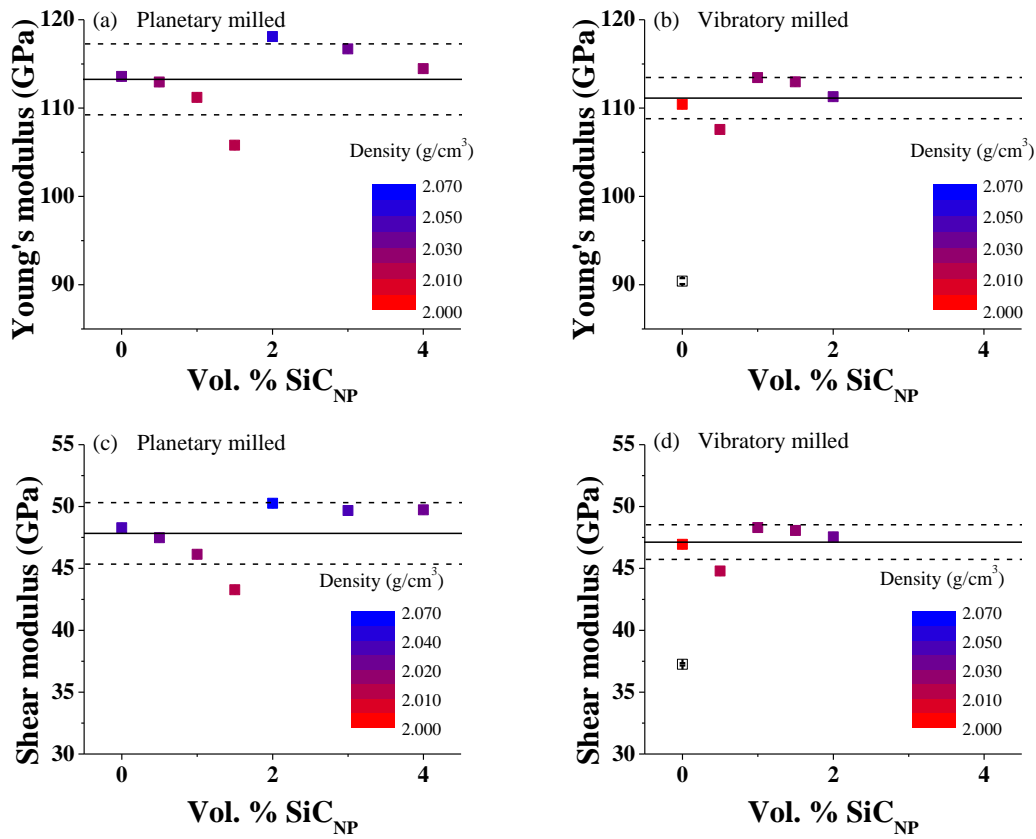 (a) Planetary milled
120
110
100
90
Young's modulus (GPa)
Density (g/cm³)
2.070
2.050
2.030
2.010
2.000
0 2 4
Vol. % SiC_NP
(b) Vibratory milled
120
110
100
90
Young's modulus (GPa)
Density (g/cm³)
2.070
2.050
2.030
2.010
2.000
0 2 4
Vol. % SiC_NP
(c) Planetary milled
55
50
45
40
35
30
Shear modulus (GPa)
Density (g/cm³)
2.070
2.040
2.020
2.010
2.000
0 2 4
Vol. % SiC_NP
(d) Vibratory milled
55
50
45
40
35
30
Shear modulus (GPa)
Density (g/cm³)
2.070
2.050
2.030
2.010
2.000
0 2 4
Vol. % SiC_NP